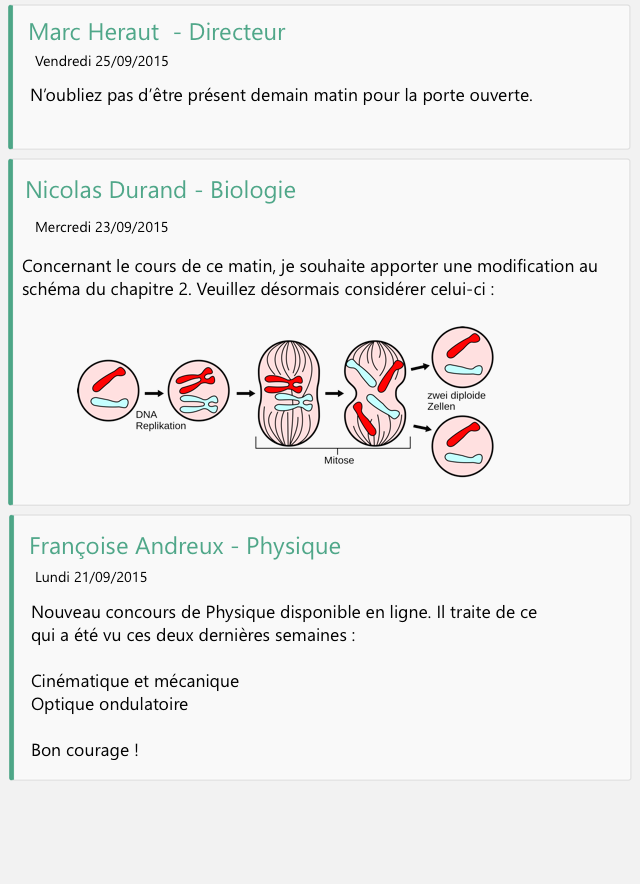 Marc Heraut - Directeur
Vendredi 25/09/2015
N’oubliez pas d’être présent demain matin pour la porte ouverte.
Nicolas Durand - Biologie
Mercredi 23/09/2015
Concernant le cours de ce matin, je souhaite apporter une modification au
schéma du chapitre 2. Veuillez désormais considérer celui-ci :
DNA
Replikation
Mitose
zwei diploide
Zellen
Françoise Andreux - Physique
Lundi 21/09/2015
Nouveau concours de Physique disponible en ligne. Il traite de ce
qui a été vu ces deux dernières semaines :
Cinématique et mécanique
Optique ondulatoire
Bon courage !